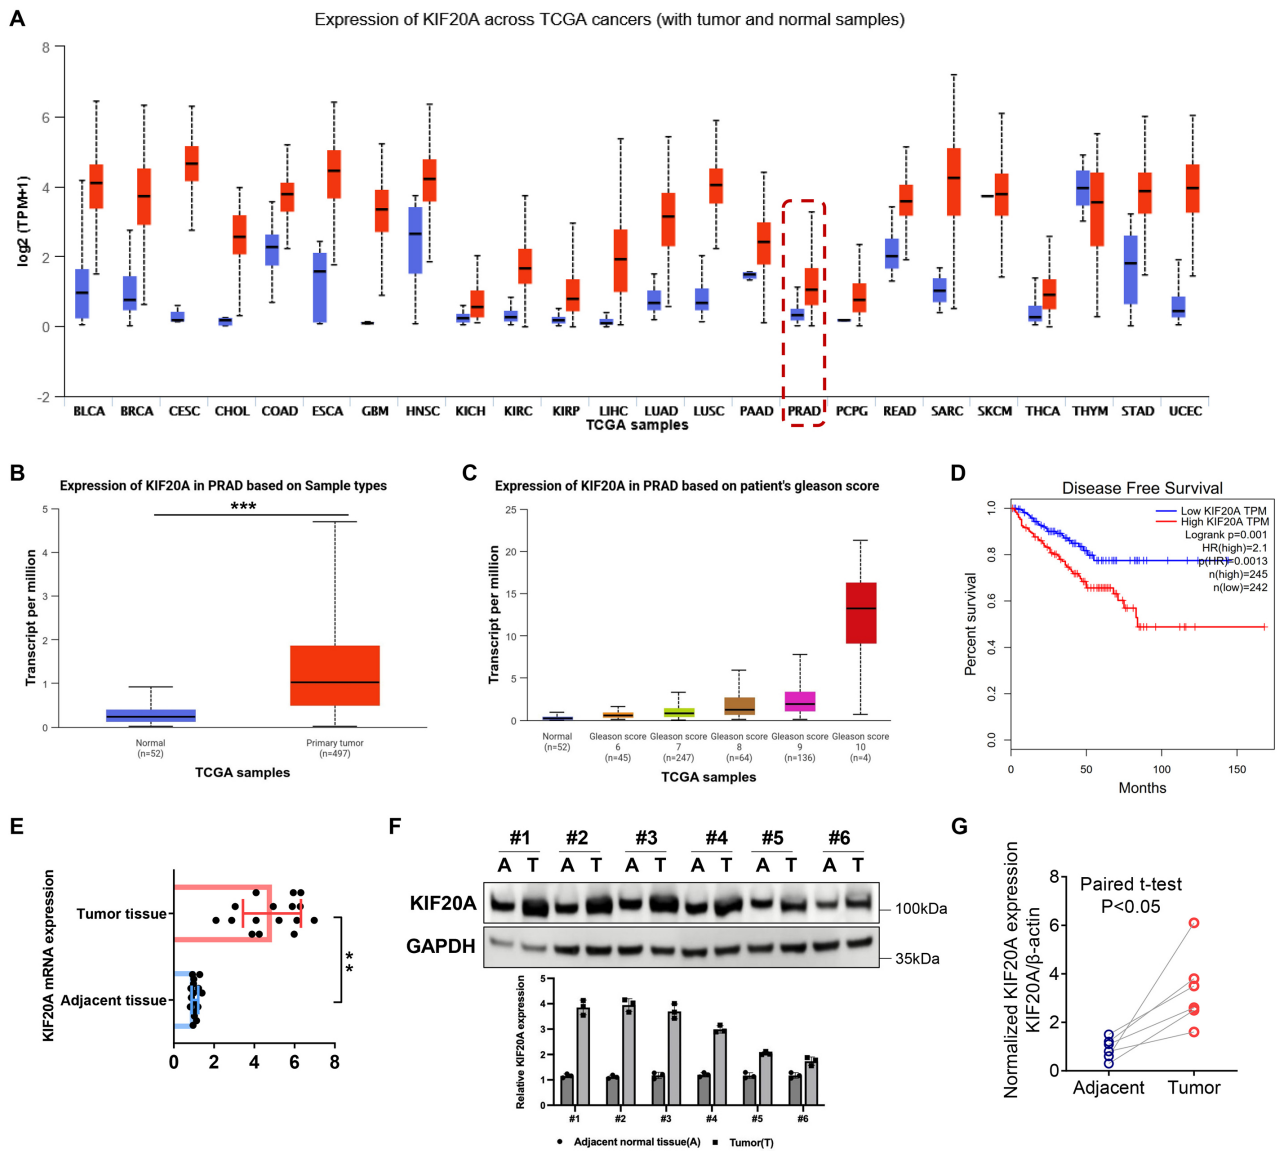 A
Expression of KIF20A across TCGA cancers (with tumor and normal samples)
log2 (TPM+1)
8
6
4
2
0
-2
BLCA BRCA CESC CHOL COAD ESCA GBM HNSC KICH KIRC KIRP LIHC LUAD LUSC PAAD PRAD PCPG READ SARC SKCM THCA THYM STAD UCEC
TCGA samples
B
Expression of KIF20A in PRAD based on Sample types
***
Transcript per million
5
4
3
2
1
0
Normal
(n=52)
Primary tumor
(n=497)
TCGA samples
C
Expression of KIF20A in PRAD based on patient's gleason score
Transcript per million
25
20
15
10
5
0
Normal
(n=52)
Gleason score
6
(n=45)
Gleason score
7
(n=247)
Gleason score
8
(n=64)
Gleason score
9
(n=136)
Gleason score
10
(n=4)
TCGA samples
D
Disease Free Survival
Low KIF20A TPM
High KIF20A TPM
Logrank p=0.001
HR(high)=2.1
p(HR)=0.0013
n(high)=245
n(low)=242
Percent survival
1.0
0.8
0.6
0.4
0.2
0.0
0 50 100 150
Months
E
KIF20A mRNA expression
Tumor tissue
Adjacent tissue
**
0 2 4 6 8
F
#1 #2 #3 #4 #5 #6
A T A T A T A T A T A T
KIF20A
100kDa
GAPDH
35kDa
Relative KIF20A expression
5
4
3
2
1
0
#1 #2 #3 #4 #5 #6
Adjacent normal tissue(A) Tumor(T)
G
Normalized KIF20A expression
KIF20A/β-actin
Paired t-test
P<0.05
8
6
4
2
0
Adjacent Tumor